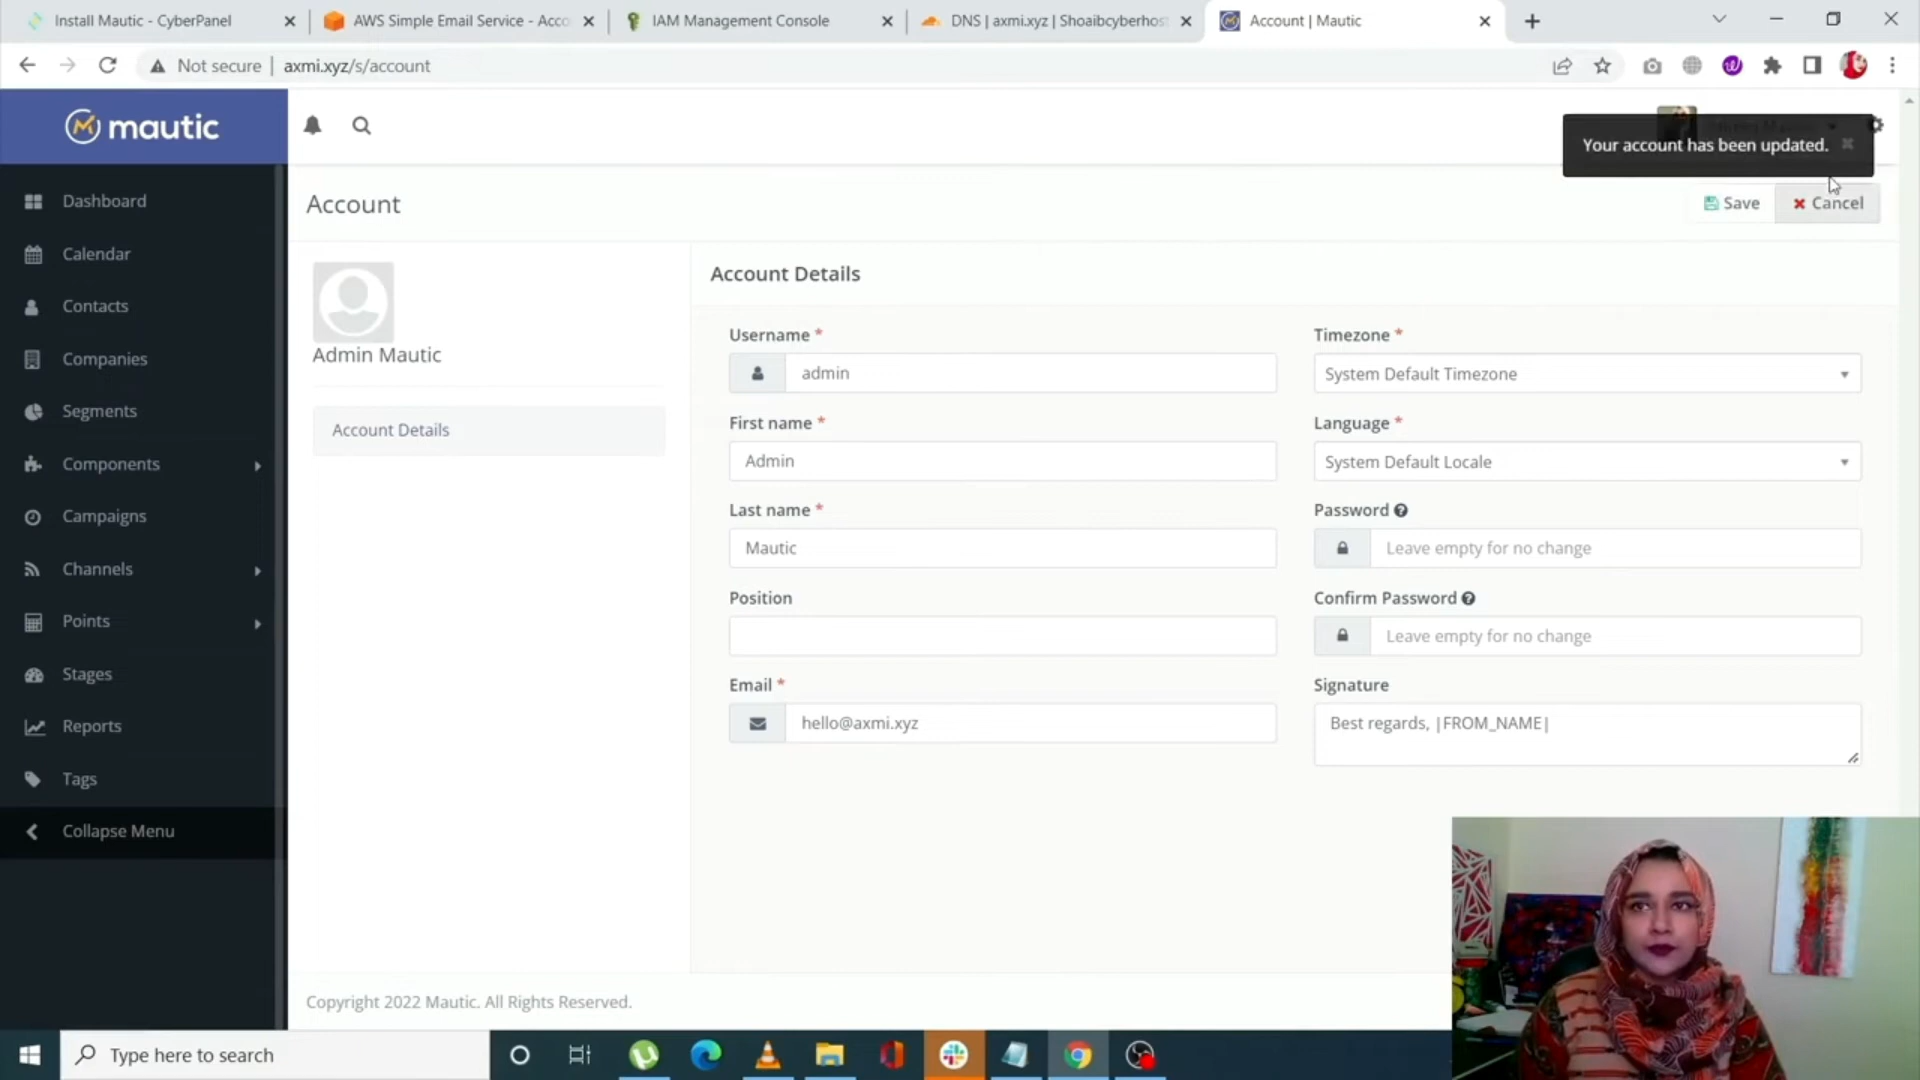 Install Mautic - CyberPanel
AWS Simple Email Service - Acco
IAM Management Console
DNS | axmi.xyz | Shoaibcyberhos
Account | Mautic
Not secure
axmi.xyz/s/account
mautic
Your account has been updated.
Account
Save
Cancel
Dashboard
Calendar
Contacts
Companies
Segments
Components
Campaigns
Channels
Points
Stages
Reports
Tags
Collapse Menu
Admin Mautic
Account Details
Account Details
Username *
admin
First name *
Admin
Last name *
Mautic
Position
Email *
hello@axmi.xyz
Timezone *
System Default Timezone
Language *
System Default Locale
Password
Leave empty for no change
Confirm Password
Leave empty for no change
Signature
Best regards, |FROM_NAME|
Copyright 2022 Mautic. All Rights Reserved.
Type here to search